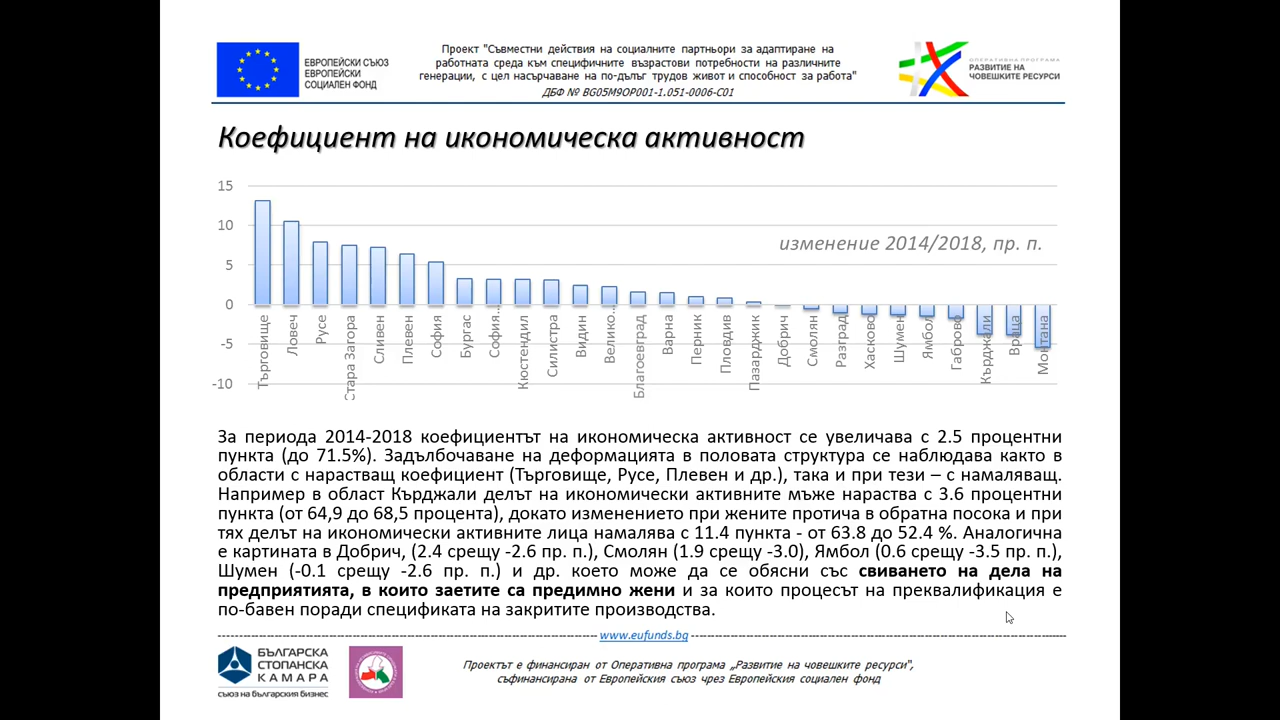 ЕВРОПЕЙСКИ СЪЮЗ
ЕВРОПЕЙСКИ
СОЦИАЛЕН ФОНД
Проект "Съвместни действия на социалните партньори за адаптиране на
работната среда към специфичните възрастови потребности на различните
генерации, с цел насърчаване на по-дълъг трудов живот и способност за работа"
ДБФ № BG05M9OP001-1.051-0006-C01
ОПЕРАТИВНА ПРОГРАМА
РАЗВИТИЕ НА
ЧОВЕШКИТЕ РЕСУРСИ
Коефициент на икономическа активност
15
10
5
0
-5
-10
изменение 2014/2018, пр. п.
Търговище
Ловеч
Русе
Стара Загора
Сливен
Плевен
София
Бургас
София…
Кюстендил
Силистра
Видин
Велико…
Благоевград
Варна
Перник
Пловдив
Пазарджик
Добрич
Смолян
Разград
Хасково
Шумен
Ямбол
Габрово
Кърджали
Враца
Монтана
За периода 2014-2018 коефициентът на икономическа активност се увеличава с 2.5 процентни
пункта (до 71.5%). Задълбочаване на деформацията в половата структура се наблюдава както в
области с нарастващ коефициент (Търговище, Русе, Плевен и др.), така и при тези – с намаляващ.
Например в област Кърджали делът на икономически активните мъже нараства с 3.6 процентни
пункта (от 64,9 до 68,5 процента), докато изменението при жените протича в обратна посока и при
тях делът на икономически активните лица намалява с 11.4 пункта - от 63.8 до 52.4 %. Аналогична
е картината в Добрич, (2.4 срещу -2.6 пр. п.), Смолян (1.9 срещу -3.0), Ямбол (0.6 срещу -3.5 пр. п.),
Шумен (-0.1 срещу -2.6 пр. п.) и др. което може да се обясни със свиването на дела на
предприятията, в които заетите са предимно жени и за които процесът на преквалификация е
по-бавен поради спецификата на закритите производства.
www.eufunds.bg
БЪЛГАРСКА
СТОПАНСКА
КАМАРА
СЪЮЗ НА БЪЛГАРСКИЯ БИЗНЕС
Проектът е финансиран от Оперативна програма „Развитие на човешките ресурси",
съфинансирана от Европейския съюз чрез Европейския социален фонд